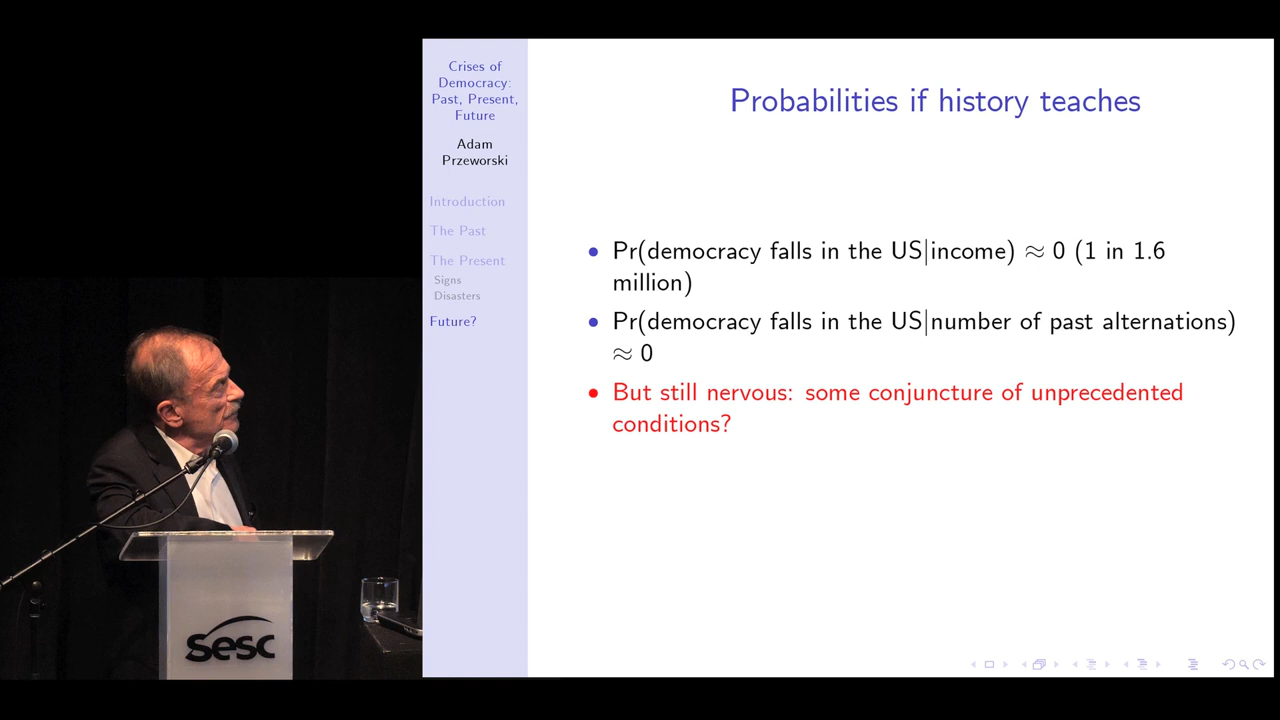 Crises of
Democracy:
Past, Present,
Future
Adam
Przeworski
Introduction
The Past
The Present
Signs
Disasters
Future?
Probabilities if history teaches
• Pr(democracy falls in the US|income) ≈ 0 (1 in 1.6
million)
• Pr(democracy falls in the US|number of past alternations)
≈ 0
• But still nervous: some conjuncture of unprecedented
conditions?
sesc